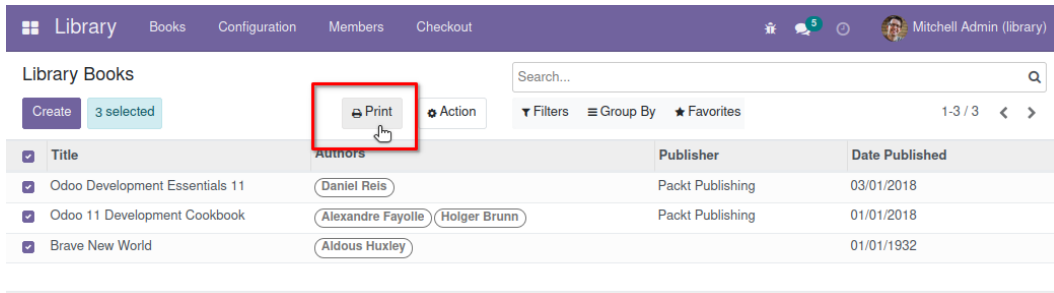 Library Books Configuration Members Checkout 5 Mitchell Admin (library)
Library Books Search...
Create 3 selected Print Action Filters Group By Favorites 1-3 / 3
Title Authors Publisher Date Published
Odoo Development Essentials 11 Daniel Reis Packt Publishing 03/01/2018
Odoo 11 Development Cookbook Alexandre Fayolle Holger Brunn Packt Publishing 01/01/2018
Brave New World Aldous Huxley 01/01/1932